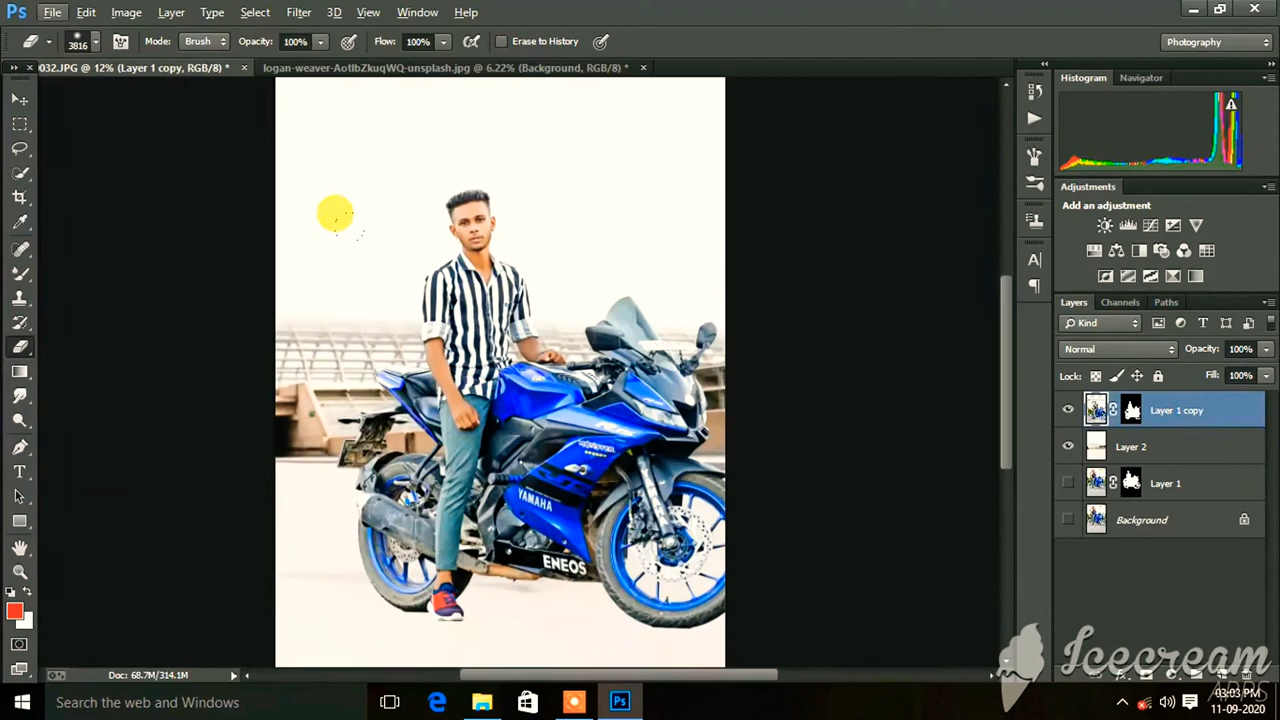 Ps File Edit Image Layer Type Select Filter 3D View Window Help
3816 Mode: Brush Opacity: 100% Flow: 100% Erase to History Photography
032.JPG @ 12% (Layer 1 copy, RGB/8) * × logan-weaver-AotIbZkuqWQ-unsplash.jpg @ 6.22% (Background, RGB/8) * ×
Histogram Navigator
Adjustments
Add an adjustment
Layers Channels Paths
Kind
Normal Opacity: 100%
Lock: Fill: 100%
Layer 1 copy
Layer 2
Layer 1
Background
YAMAHA
ENEOS
Doc: 68.7M/314.1M
Icecream
APPS
Search the web and Windows
Ps
03:03 PM
11-09-2020